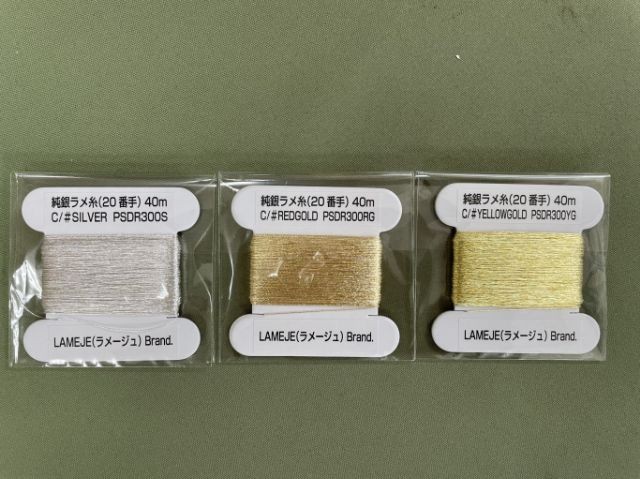 純銀ラメ糸(20番手) 40m
C/#SILVER PSDR300S
LAMEJE(ラメージュ) Brand.
純銀ラメ糸(20番手) 40m
C/#REDGOLD PSDR300RG
LAMEJE(ラメージュ) Brand.
純銀ラメ糸(20番手) 40m
C/#YELLOWGOLD PSDR300YG
LAMEJE(ラメージュ) Brand.